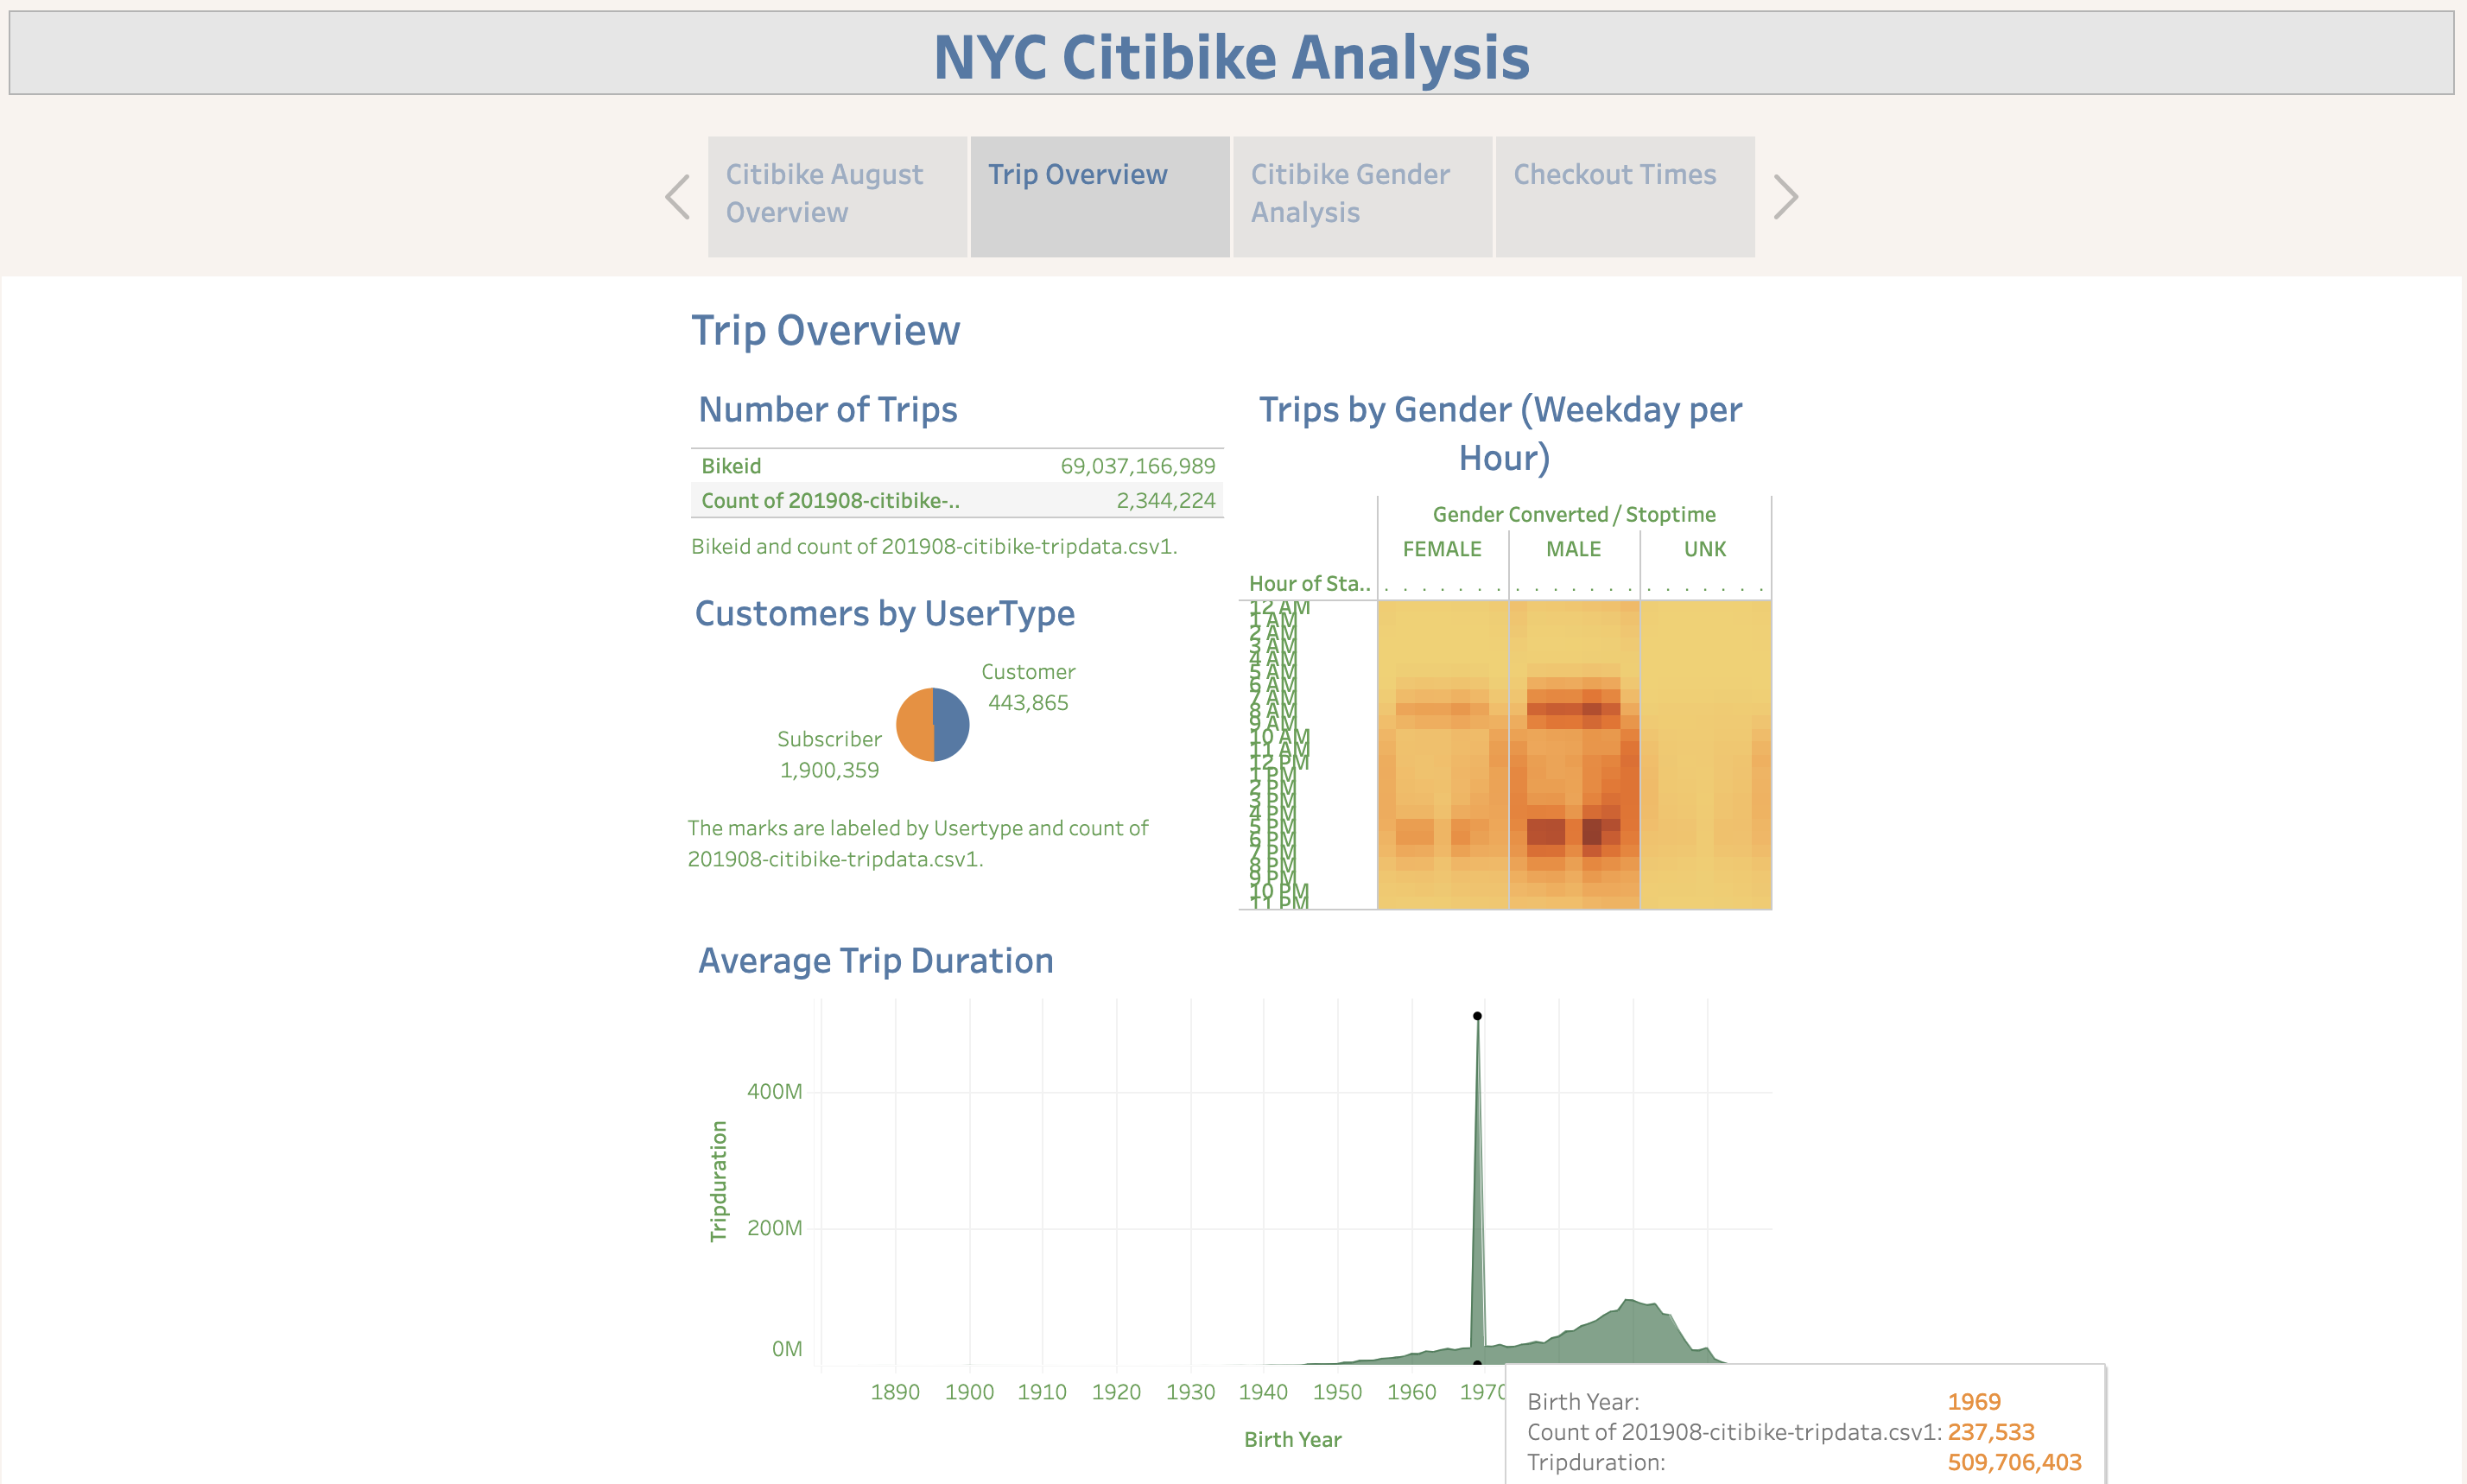 NYC Citibike Analysis
Citibike August
Overview
Trip Overview
Citibike Gender
Analysis
Checkout Times
Trip Overview
Number of Trips
Bikeid 69,037,166,989
Count of 201908-citibike-.. 2,344,224
Bikeid and count of 201908-citibike-tripdata.csv1.
Customers by UserType
Customer
443,865
Subscriber
1,900,359
The marks are labeled by Usertype and count of
201908-citibike-tripdata.csv1.
Trips by Gender (Weekday per
Hour)
Gender Converted / Stoptime
FEMALE MALE UNK
Hour of Sta.. . . . . . . . . . . . . . . . . . . . . .
12 AM
1 AM
2 AM
3 AM
4 AM
5 AM
6 AM
7 AM
8 AM
9 AM
10 AM
11 AM
12 PM
1 PM
2 PM
3 PM
4 PM
5 PM
6 PM
7 PM
8 PM
9 PM
10 PM
11 PM
Average Trip Duration
Tripduration
400M
200M
0M
1890 1900 1910 1920 1930 1940 1950 1960 1970
Birth Year
Birth Year: 1969
Count of 201908-citibike-tripdata.csv1: 237,533
Tripduration: 509,706,403